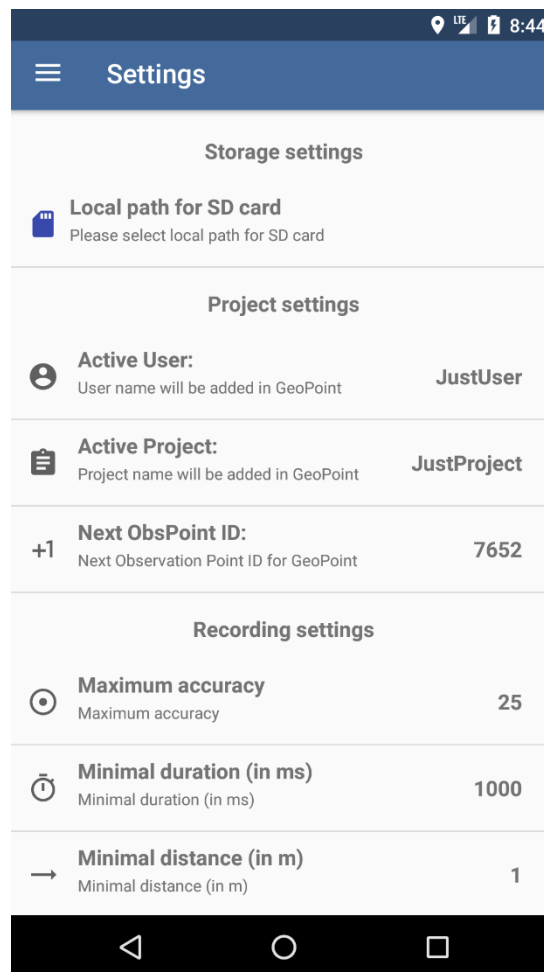 LTE 8:44
Settings
Storage settings
Local path for SD card
Please select local path for SD card
Project settings
Active User:
User name will be added in GeoPoint
JustUser
Active Project:
Project name will be added in GeoPoint
JustProject
+1
Next ObsPoint ID:
Next Observation Point ID for GeoPoint
7652
Recording settings
Maximum accuracy
Maximum accuracy
25
Minimal duration (in ms)
Minimal duration (in ms)
1000
Minimal distance (in m)
Minimal distance (in m)
1